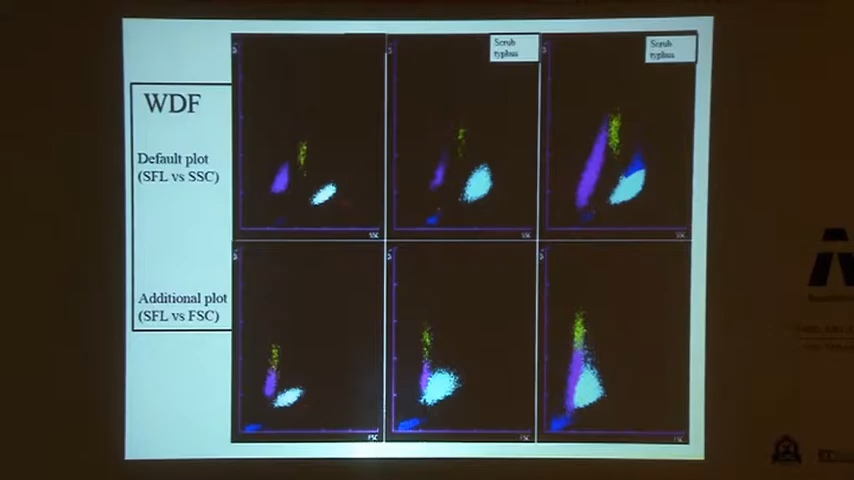 Scrub
typhus
Scrub
typhus
WDF
Default plot
(SFL vs SSC)
SSC
SSC
SSC
Additional plot
(SFL vs FSC)
FSC
FSC
FSC